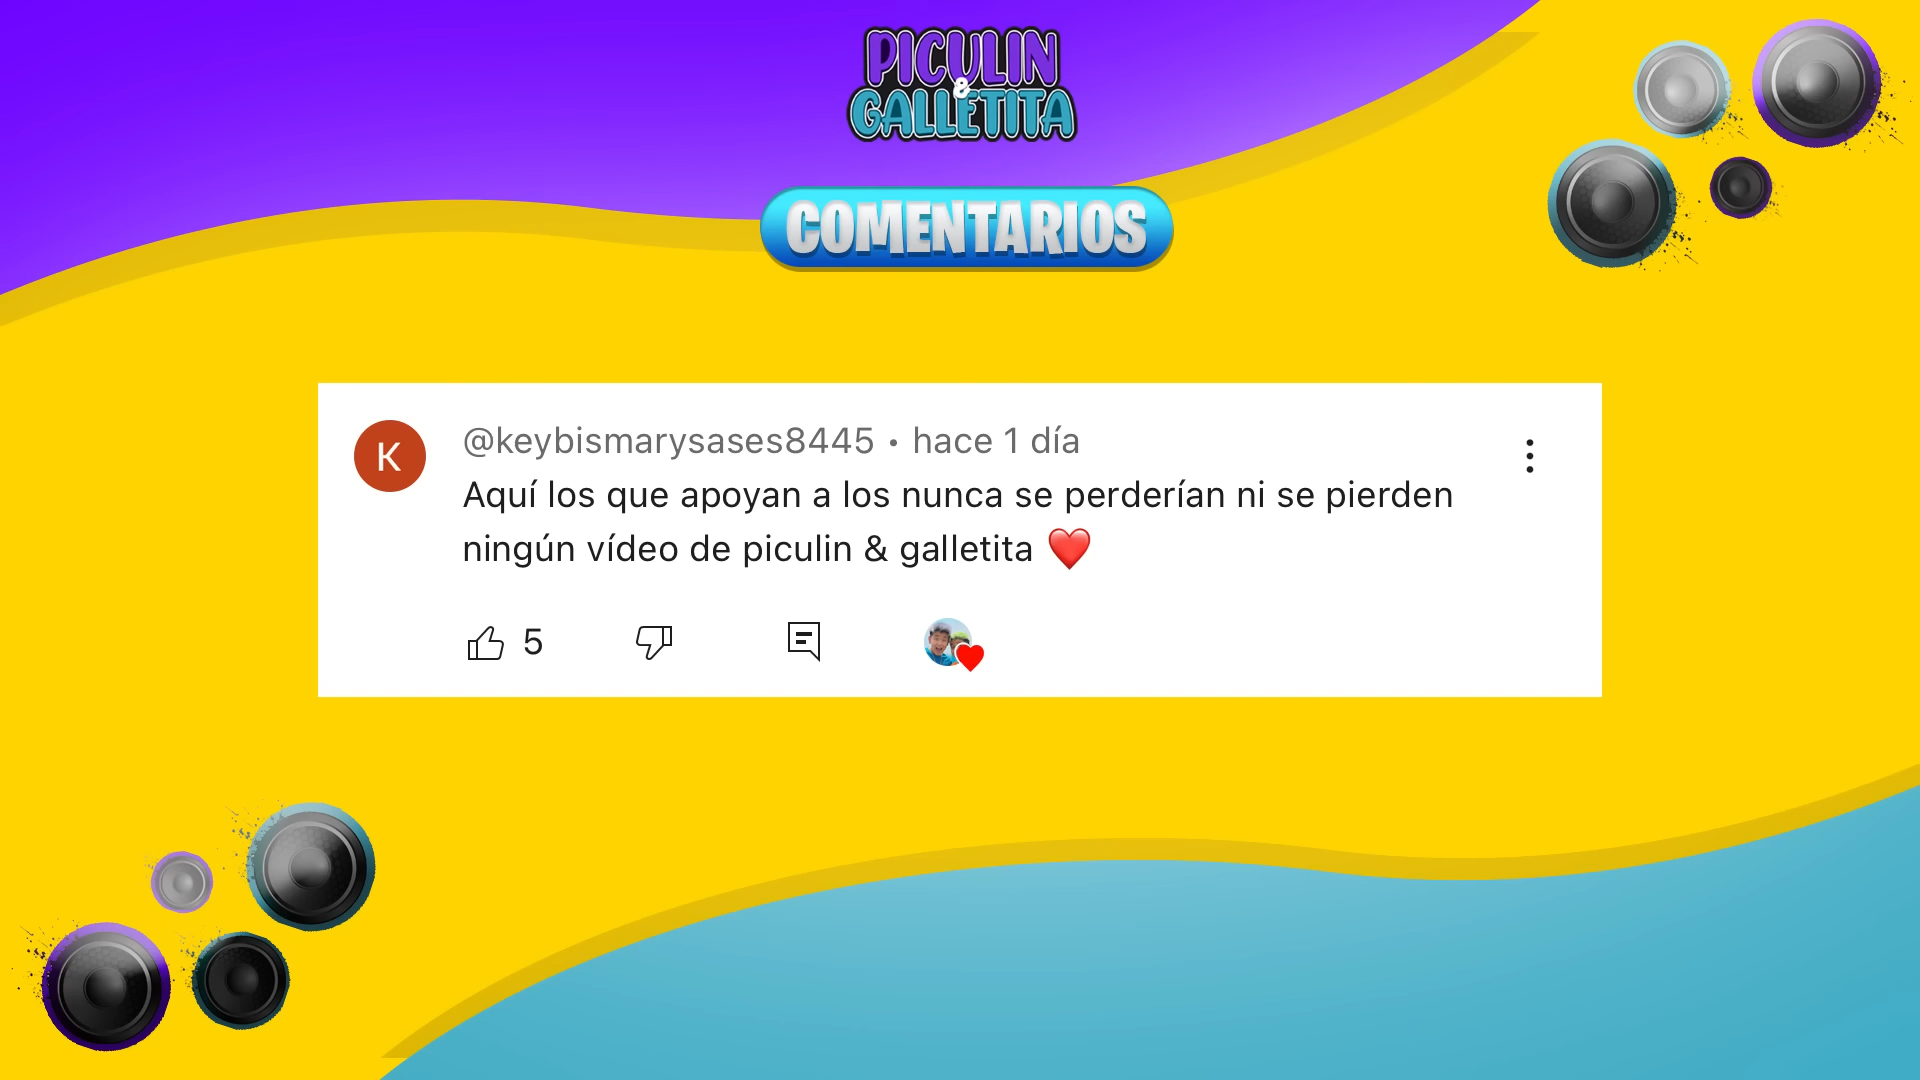 PICULIN
&
GALLETITA
COMENTARIOS
K
@keybismarysases8445 • hace 1 día
Aquí los que apoyan a los nunca se perderían ni se pierden
ningún vídeo de piculin & galletita ❤️
5